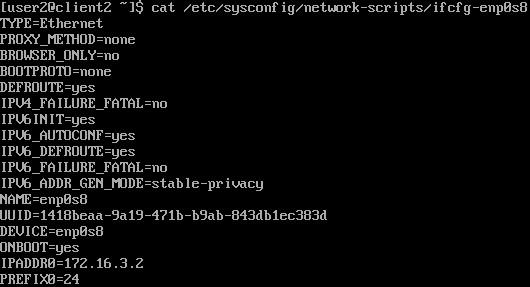 [user2@client2 ~]$ cat /etc/sysconfig/network-scripts/ifcfg-enp0s8
TYPE=Ethernet
PROXY_METHOD=none
BROWSER_ONLY=no
BOOTPROTO=none
DEFROUTE=yes
IPV4_FAILURE_FATAL=no
IPV6INIT=yes
IPV6_AUTOCONF=yes
IPV6_DEFROUTE=yes
IPV6_FAILURE_FATAL=no
IPV6_ADDR_GEN_MODE=stable-privacy
NAME=enp0s8
UUID=1418beaa-9a19-471b-b9ab-843db1ec383d
DEVICE=enp0s8
ONBOOT=yes
IPADDR0=172.16.3.2
PREFIX0=24